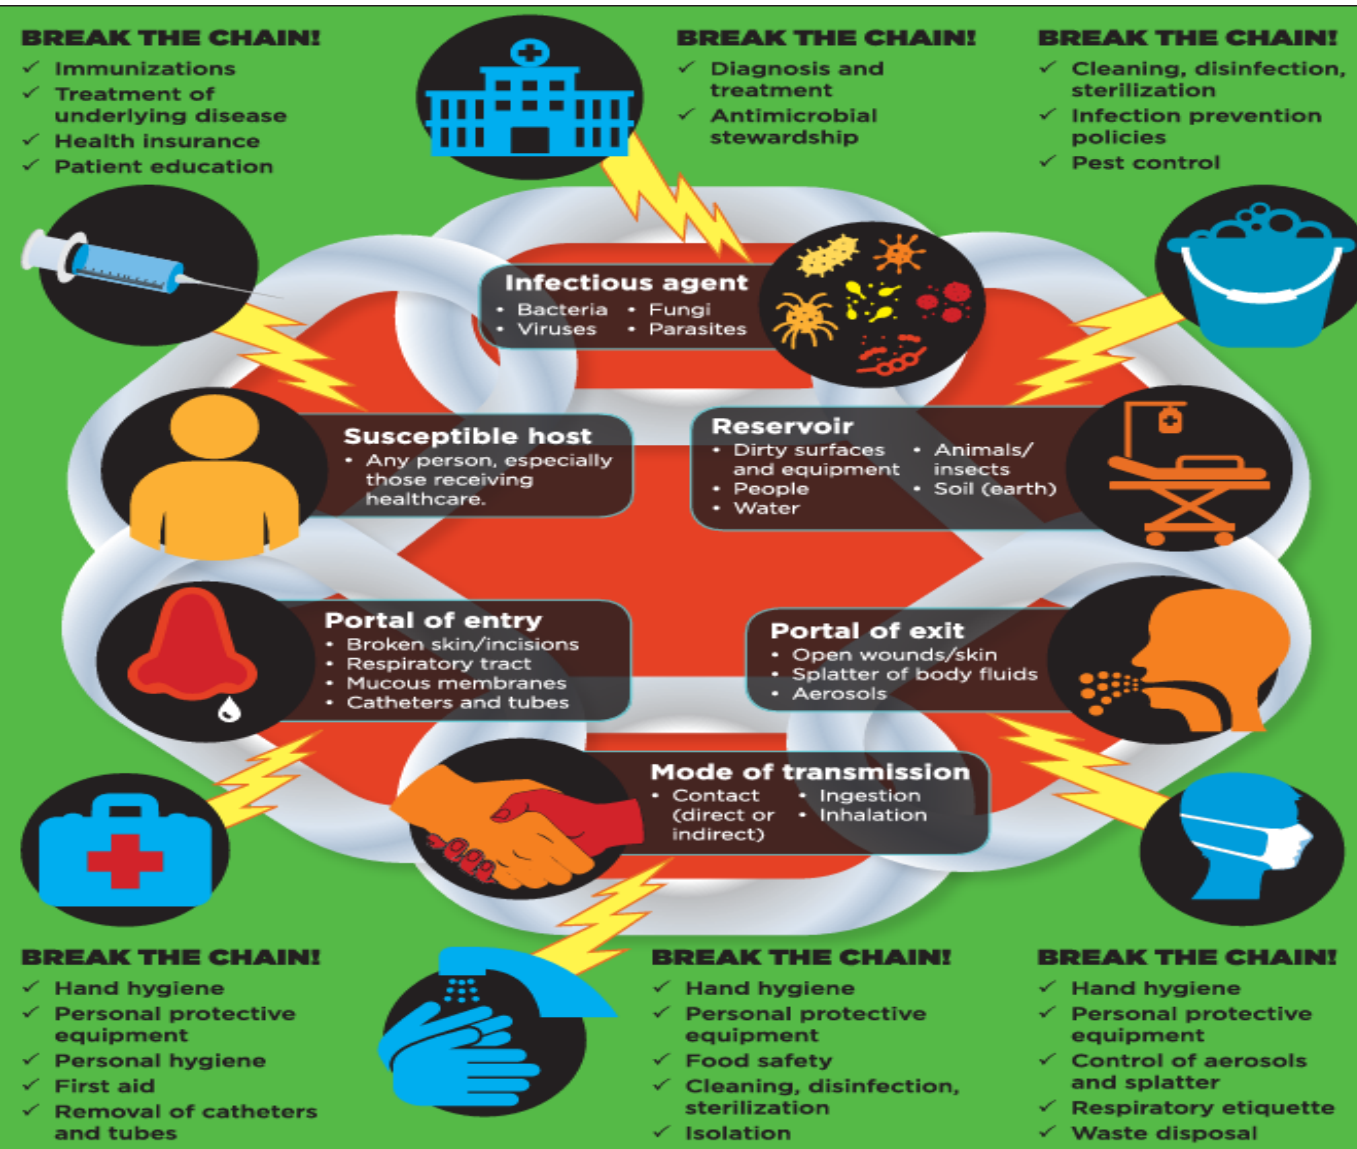 BREAK THE CHAIN!
✓ Immunizations
✓ Treatment of
underlying disease
✓ Health insurance
✓ Patient education
BREAK THE CHAIN!
✓ Diagnosis and
treatment
✓ Antimicrobial
stewardship
BREAK THE CHAIN!
✓ Cleaning, disinfection,
sterilization
✓ Infection prevention
policies
✓ Pest control
Infectious agent
• Bacteria
• Viruses
• Fungi
• Parasites
Susceptible host
• Any person, especially
those receiving
healthcare.
Reservoir
• Dirty surfaces
and equipment
• People
• Water
• Animals/
insects
• Soil (earth)
Portal of entry
• Broken skin/incisions
• Respiratory tract
• Mucous membranes
• Catheters and tubes
Portal of exit
• Open wounds/skin
• Splatter of body fluids
• Aerosols
Mode of transmission
• Contact
(direct or
indirect)
• Ingestion
• Inhalation
BREAK THE CHAIN!
✓ Hand hygiene
✓ Personal protective
equipment
✓ Personal hygiene
✓ First aid
✓ Removal of catheters
and tubes
BREAK THE CHAIN!
✓ Hand hygiene
✓ Personal protective
equipment
✓ Food safety
✓ Cleaning, disinfection,
sterilization
✓ Isolation
BREAK THE CHAIN!
✓ Hand hygiene
✓ Personal protective
equipment
✓ Control of aerosols
and splatter
✓ Respiratory etiquette
✓ Waste disposal